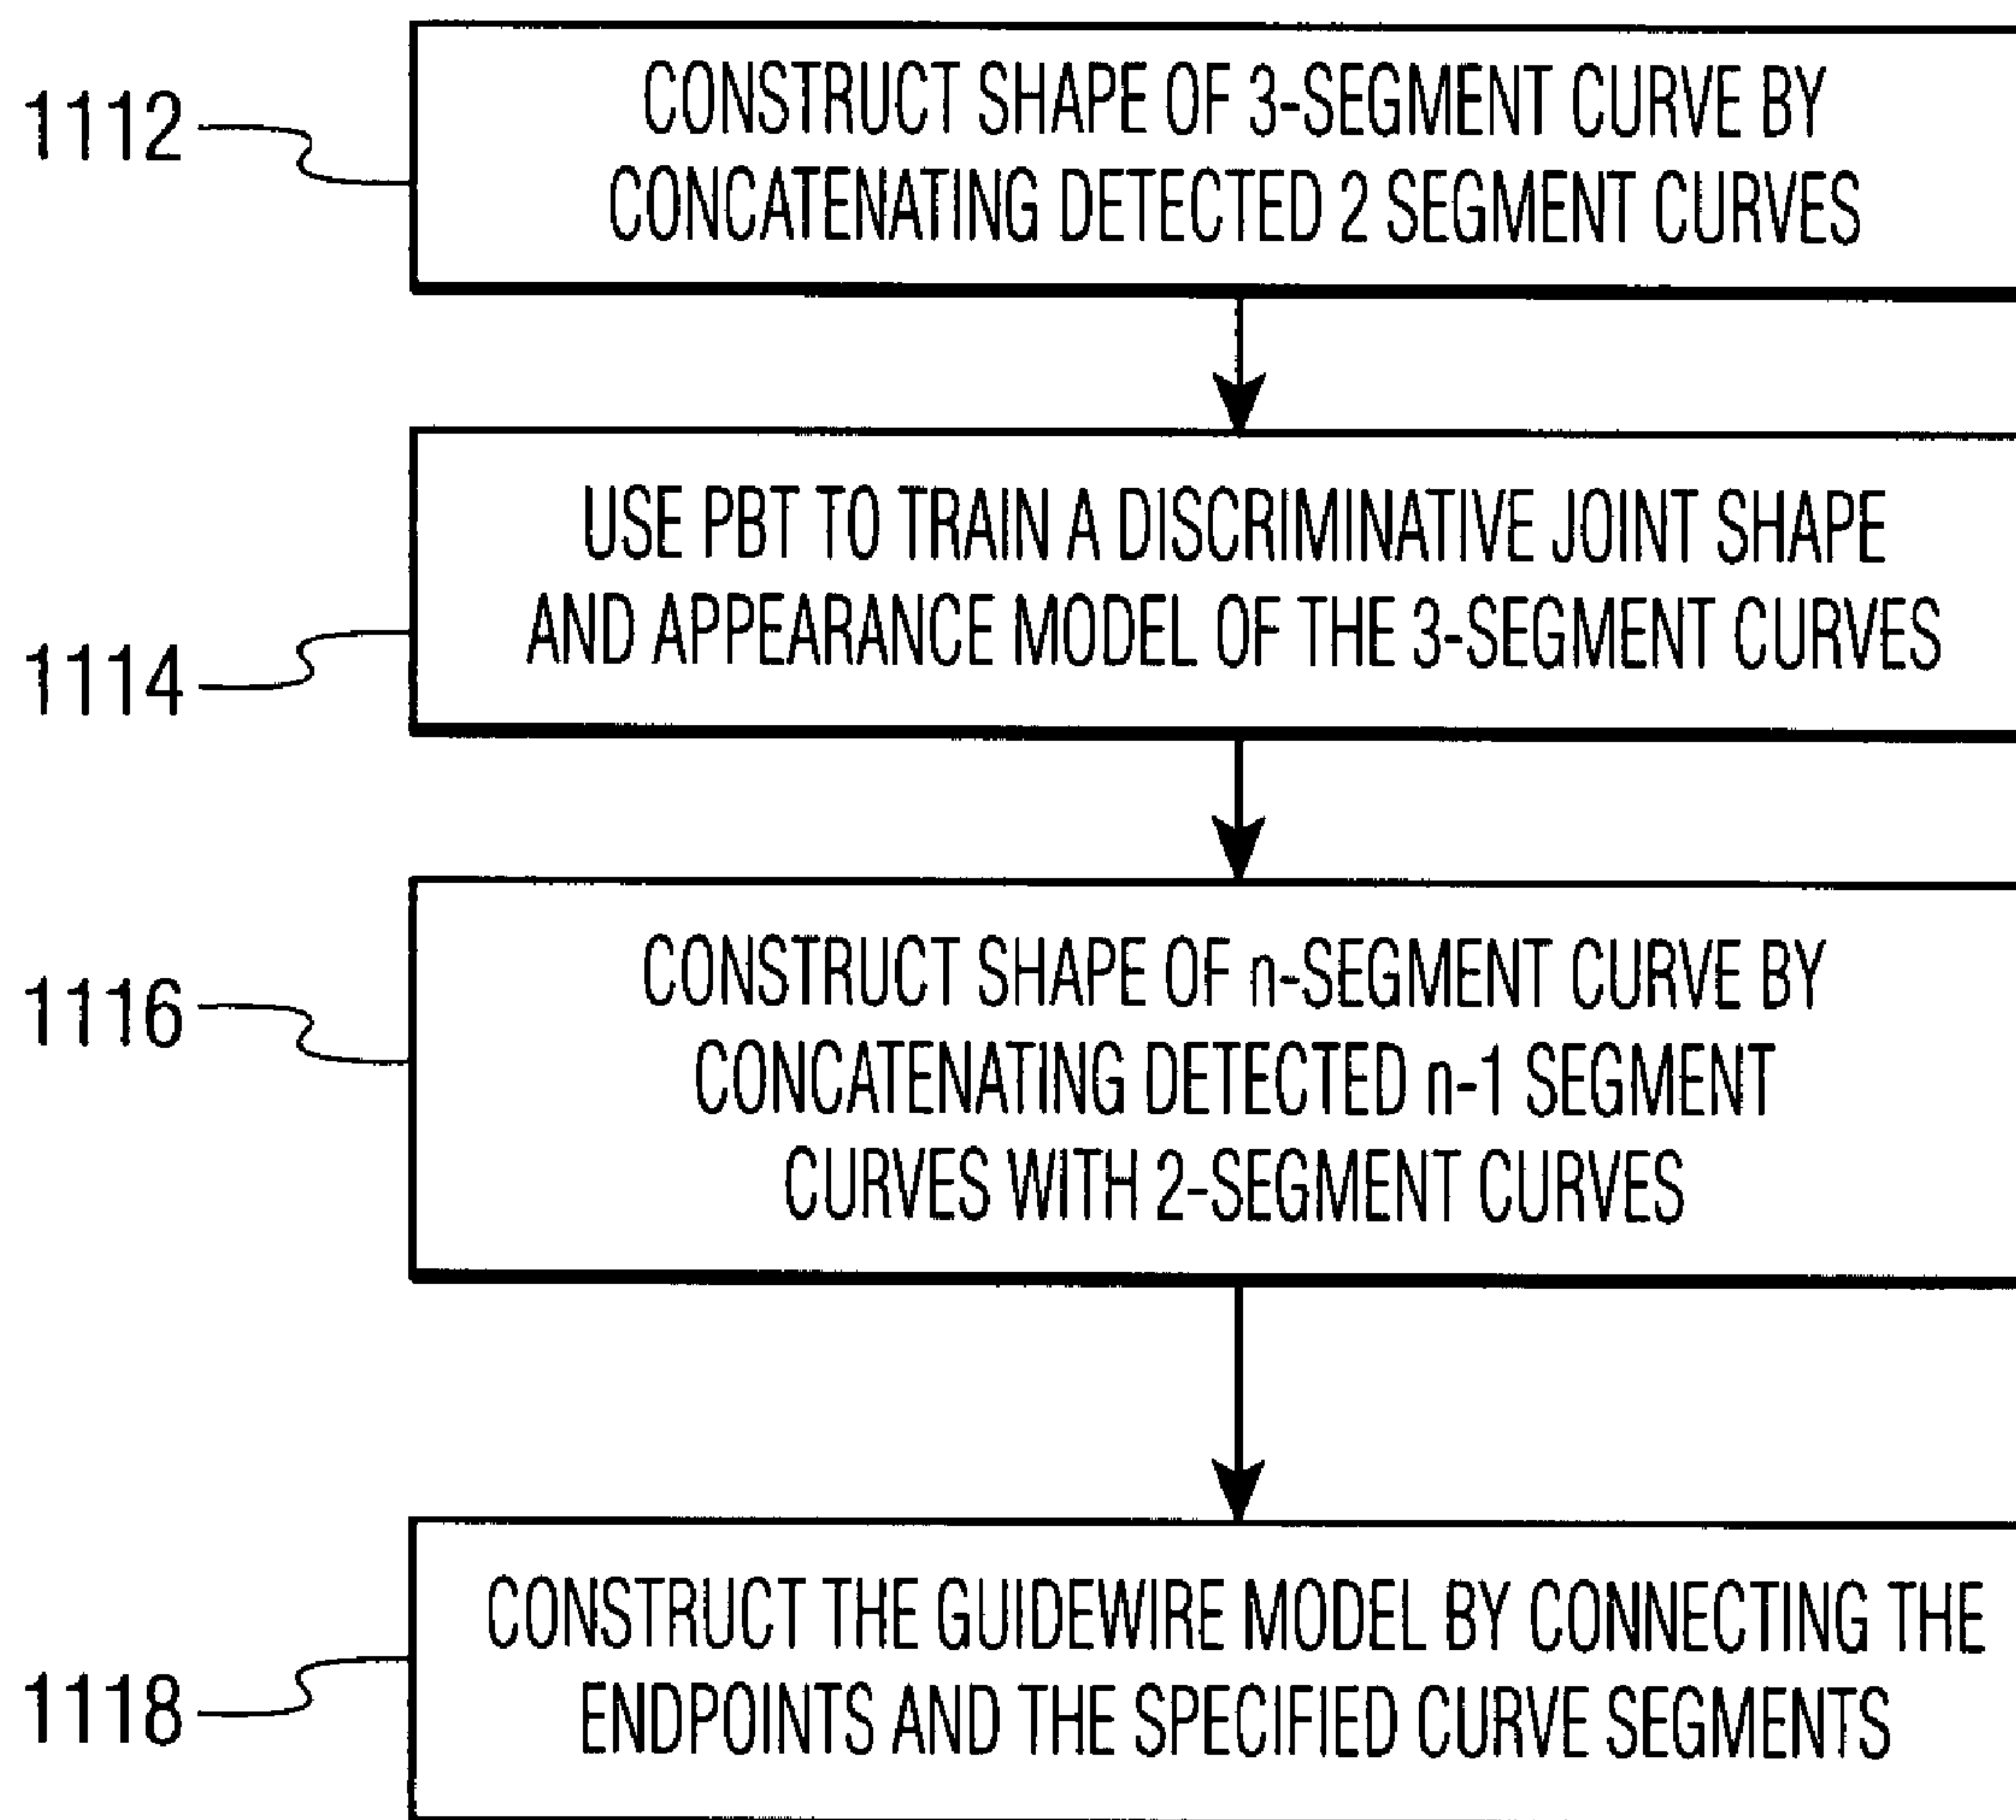 1112
CONSTRUCT SHAPE OF 3-SEGMENT CURVE BY
CONCATENATING DETECTED 2 SEGMENT CURVES
1114
USE PBT TO TRAIN A DISCRIMINATIVE JOINT SHAPE
AND APPEARANCE MODEL OF THE 3-SEGMENT CURVES
1116
CONSTRUCT SHAPE OF n-SEGMENT CURVE BY
CONCATENATING DETECTED n-1 SEGMENT
CURVES WITH 2-SEGMENT CURVES
1118
CONSTRUCT THE GUIDEWIRE MODEL BY CONNECTING THE
ENDPOINTS AND THE SPECIFIED CURVE SEGMENTS